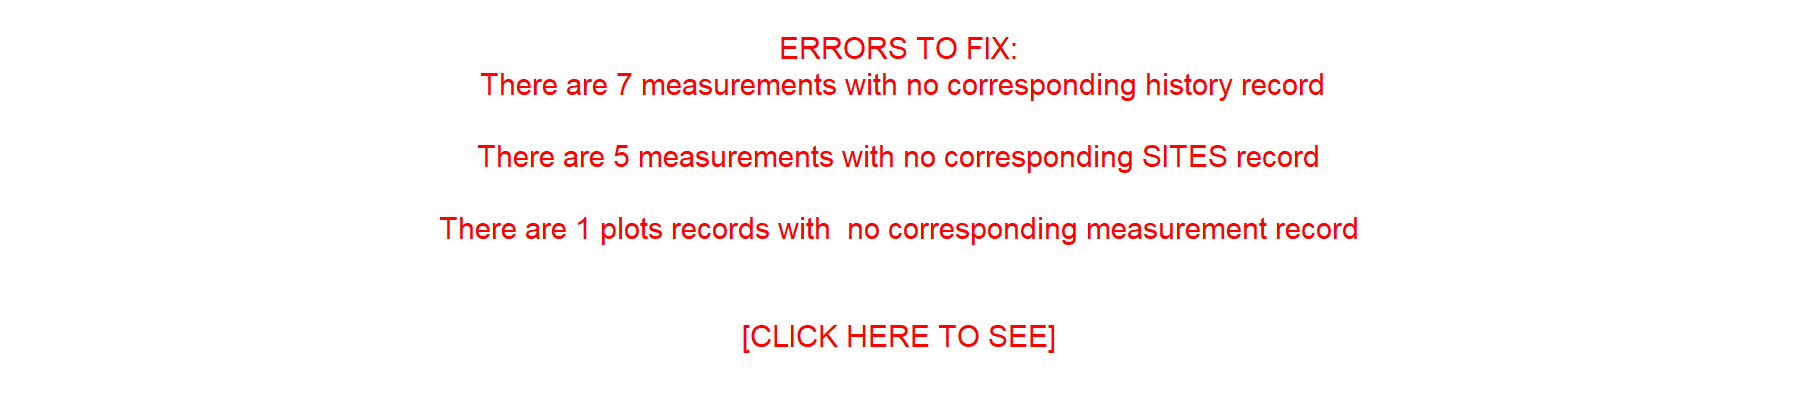 ERRORS TO FIX:
There are 7 measurements with no corresponding history record
There are 5 measurements with no corresponding SITES record
There are 1 plots records with  no corresponding measurement record
[CLICK HERE TO SEE]